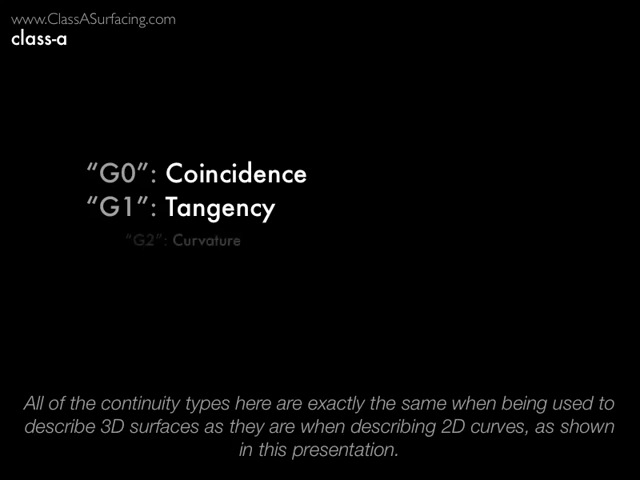 www.ClassASurfacing.com
class-a
“G0”: Coincidence
“G1”: Tangency
“G2”: Curvature
All of the continuity types here are exactly the same when being used to
describe 3D surfaces as they are when describing 2D curves, as shown
in this presentation.